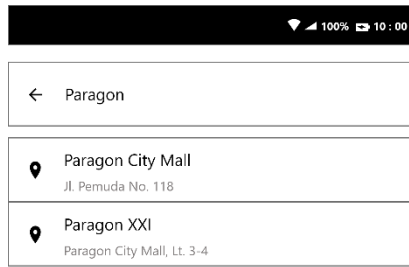 100% 10 : 00
Paragon
Paragon City Mall
Jl. Pemuda No. 118
Paragon XXI
Paragon City Mall, Lt. 3-4